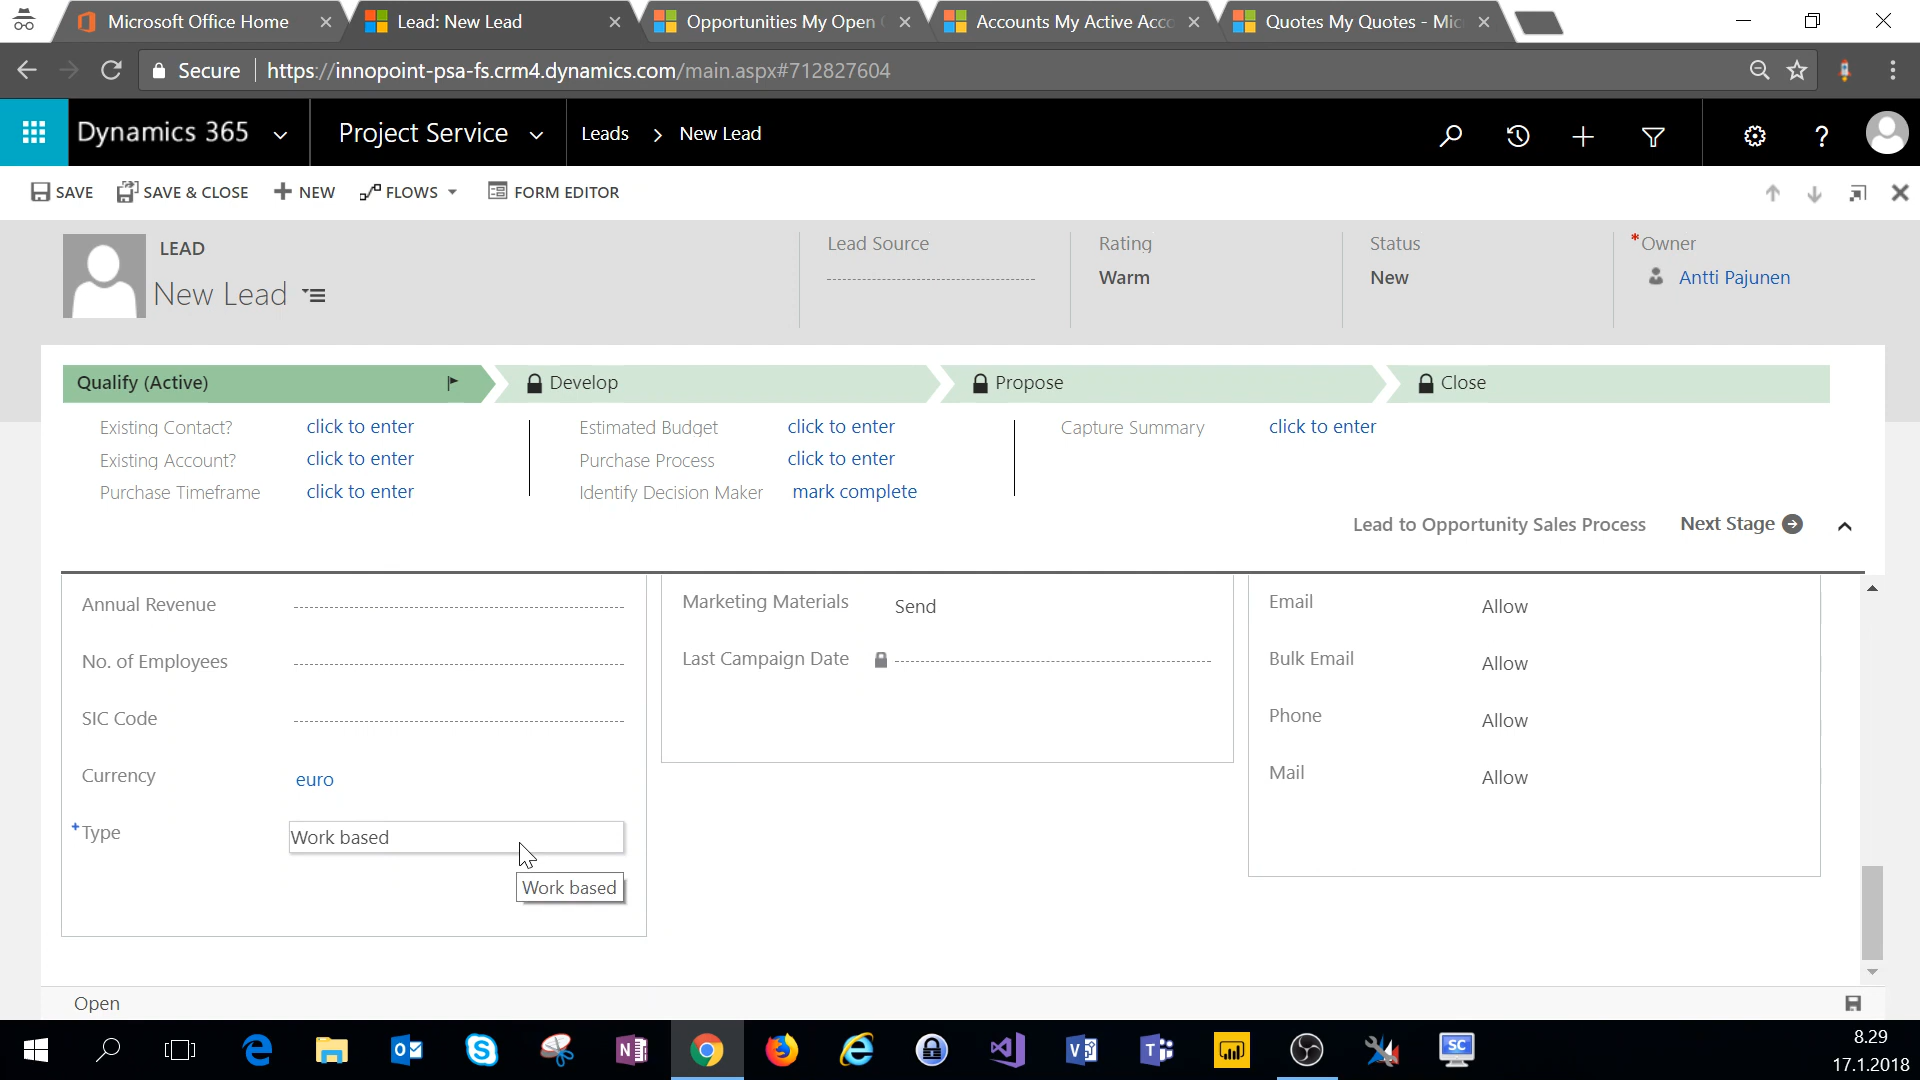 Microsoft Office Home
Lead: New Lead
Opportunities My Open
Accounts My Active Acc
Quotes My Quotes - Mic
Secure
https://innopoint-psa-fs.crm4.dynamics.com/main.aspx#712827604
Dynamics 365
Project Service
Leads > New Lead
SAVE
SAVE & CLOSE
NEW
FLOWS
FORM EDITOR
LEAD
New Lead
Lead Source
Rating
Warm
Status
New
*Owner
Antti Pajunen
Qualify (Active)
Develop
Propose
Close
Existing Contact? click to enter
Existing Account? click to enter
Purchase Timeframe click to enter
Estimated Budget click to enter
Purchase Process click to enter
Identify Decision Maker mark complete
Capture Summary click to enter
Lead to Opportunity Sales Process
Next Stage
Annual Revenue
No. of Employees
SIC Code
Currency euro
+Type Work based
Work based
Marketing Materials Send
Last Campaign Date
Email Allow
Bulk Email Allow
Phone Allow
Mail Allow
Open
8.29
17.1.2018